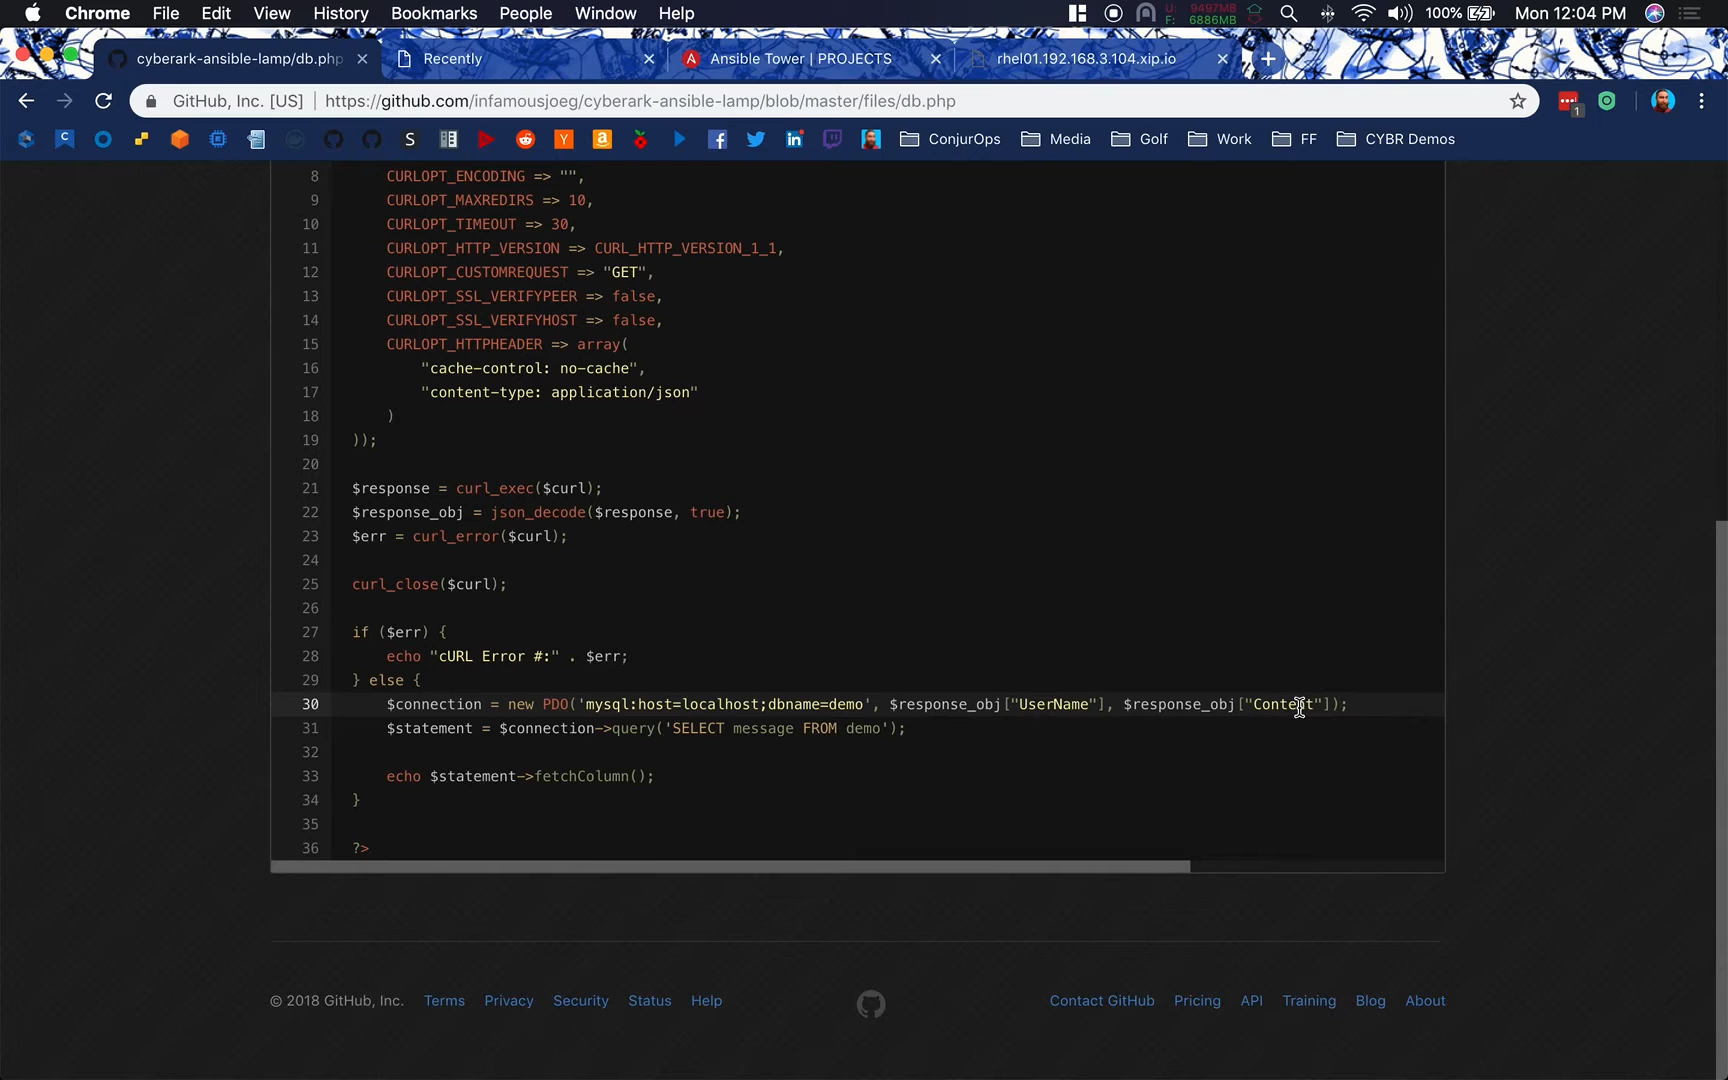 Chrome File Edit View History Bookmarks People Window Help U: 9497MB F: 6886MB 100% Mon 12:04 PM
cyberark-ansible-lamp/db.php Recently Ansible Tower | PROJECTS rhel01.192.168.3.104.xip.io
GitHub, Inc. [US] https://github.com/infamousjoeg/cyberark-ansible-lamp/blob/master/files/db.php 1
ConjurOps Media Golf Work FF CYBR Demos
8 CURLOPT_ENCODING => "",
9 CURLOPT_MAXREDIRS => 10,
10 CURLOPT_TIMEOUT => 30,
11 CURLOPT_HTTP_VERSION => CURL_HTTP_VERSION_1_1,
12 CURLOPT_CUSTOMREQUEST => "GET",
13 CURLOPT_SSL_VERIFYPEER => false,
14 CURLOPT_SSL_VERIFYHOST => false,
15 CURLOPT_HTTPHEADER => array(
16 "cache-control: no-cache",
17 "content-type: application/json"
18 )
19 ));
20
21 $response = curl_exec($curl);
22 $response_obj = json_decode($response, true);
23 $err = curl_error($curl);
24
25 curl_close($curl);
26
27 if ($err) {
28 echo "cURL Error #:" . $err;
29 } else {
30 $connection = new PDO('mysql:host=localhost;dbname=demo', $response_obj["UserName"], $response_obj["Content"]);
31 $statement = $connection->query('SELECT message FROM demo');
32
33 echo $statement->fetchColumn();
34 }
35
36 ?>
© 2018 GitHub, Inc. Terms Privacy Security Status Help Contact GitHub Pricing API Training Blog About